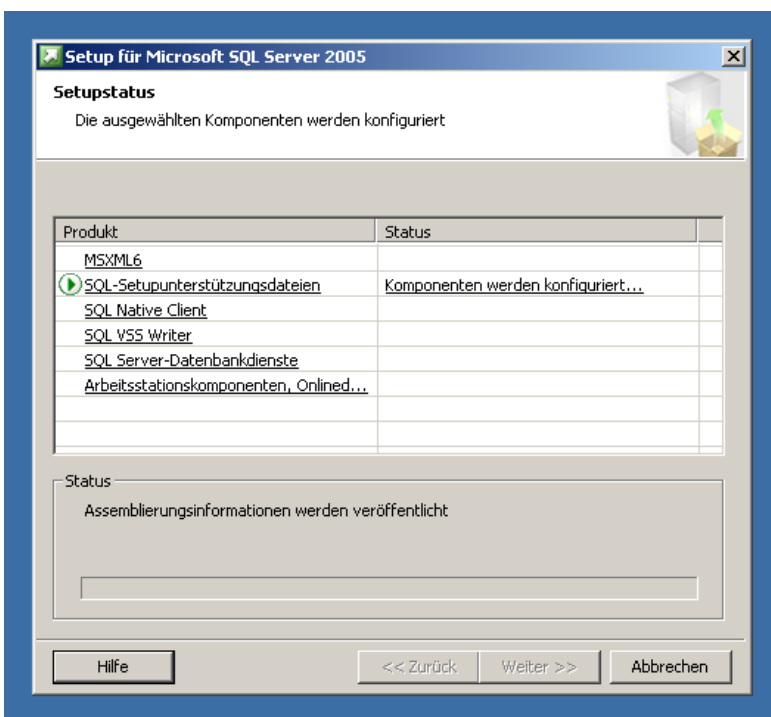 Setup für Microsoft SQL Server 2005
Setupstatus
Die ausgewählten Komponenten werden konfiguriert
Produkt Status
MSXML6
SQL-Setupunterstützungsdateien Komponenten werden konfiguriert...
SQL Native Client
SQL VSS Writer
SQL Server-Datenbankdienste
Arbeitsstationskomponenten, Onlined...
Status
Assemblierungsinformationen werden veröffentlicht
Hilfe << Zurück Weiter >> Abbrechen